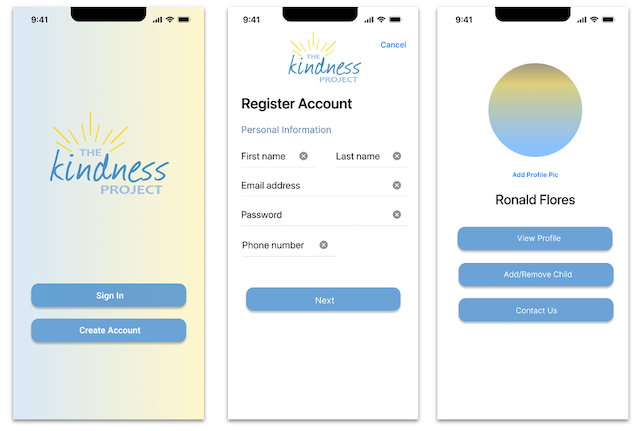 9:41
THE
kindness
PROJECT
Sign In
Create Account
9:41
THE
kindness
PROJECT
Cancel
Register Account
Personal Information
First name
Last name
Email address
Password
Phone number
Next
9:41
Add Profile Pic
Ronald Flores
View Profile
Add/Remove Child
Contact Us